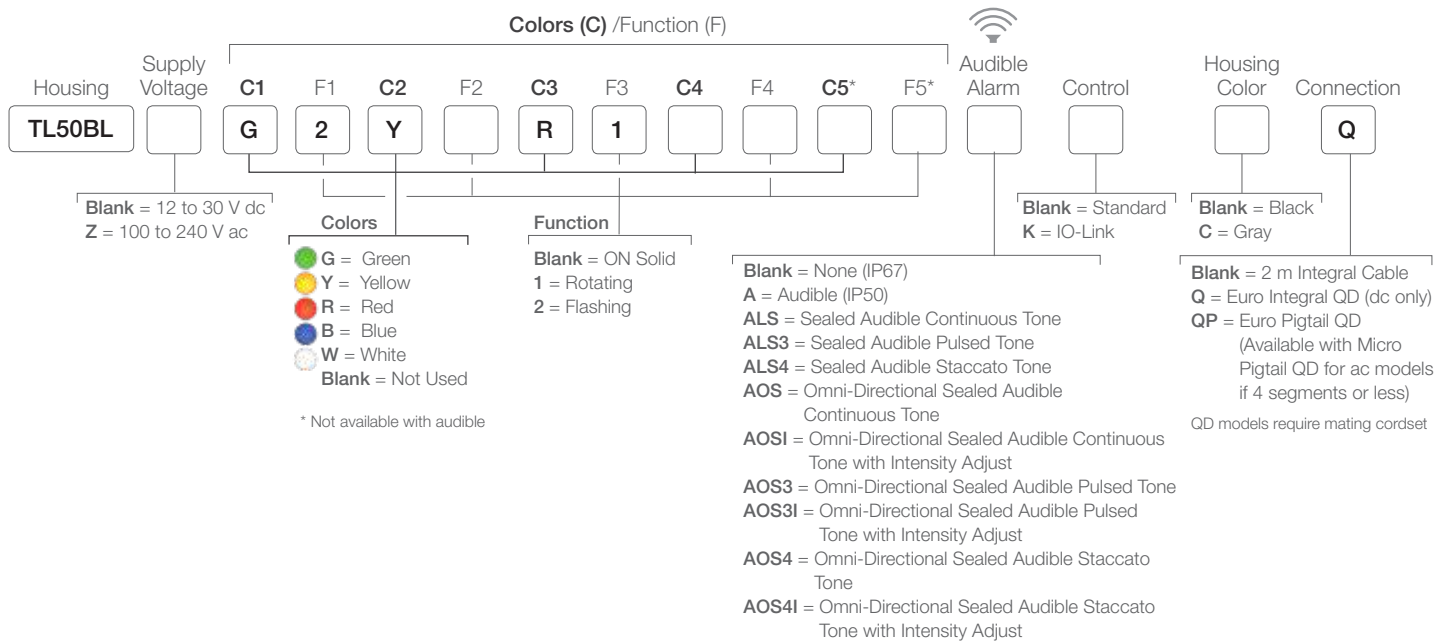 Colors (C) /Function (F)
Housing
Supply
Voltage
C1
F1
C2
F2
C3
F3
C4
F4
C5*
F5*
Audible
Alarm
Control
Housing
Color
Connection
TL50BL
G
2
Y
R
1
Q
Blank = 12 to 30 V dc
Z = 100 to 240 V ac
Colors
G = Green
Y = Yellow
R = Red
B = Blue
W = White
Blank = Not Used
* Not available with audible
Function
Blank = ON Solid
1 = Rotating
2 = Flashing
Blank = None (IP67)
A = Audible (IP50)
ALS = Sealed Audible Continuous Tone
ALS3 = Sealed Audible Pulsed Tone
ALS4 = Sealed Audible Staccato Tone
AOS = Omni-Directional Sealed Audible
Continuous Tone
AOSI = Omni-Directional Sealed Audible Continuous
Tone with Intensity Adjust
AOS3 = Omni-Directional Sealed Audible Pulsed Tone
AOS3I = Omni-Directional Sealed Audible Pulsed
Tone with Intensity Adjust
AOS4 = Omni-Directional Sealed Audible Staccato
Tone
AOS4I = Omni-Directional Sealed Audible Staccato
Tone with Intensity Adjust
Blank = Standard
K = IO-Link
Blank = Black
C = Gray
Blank = 2 m Integral Cable
Q = Euro Integral QD (dc only)
QP = Euro Pigtail QD
(Available with Micro
Pigtail QD for ac models
if 4 segments or less)
QD models require mating cordset